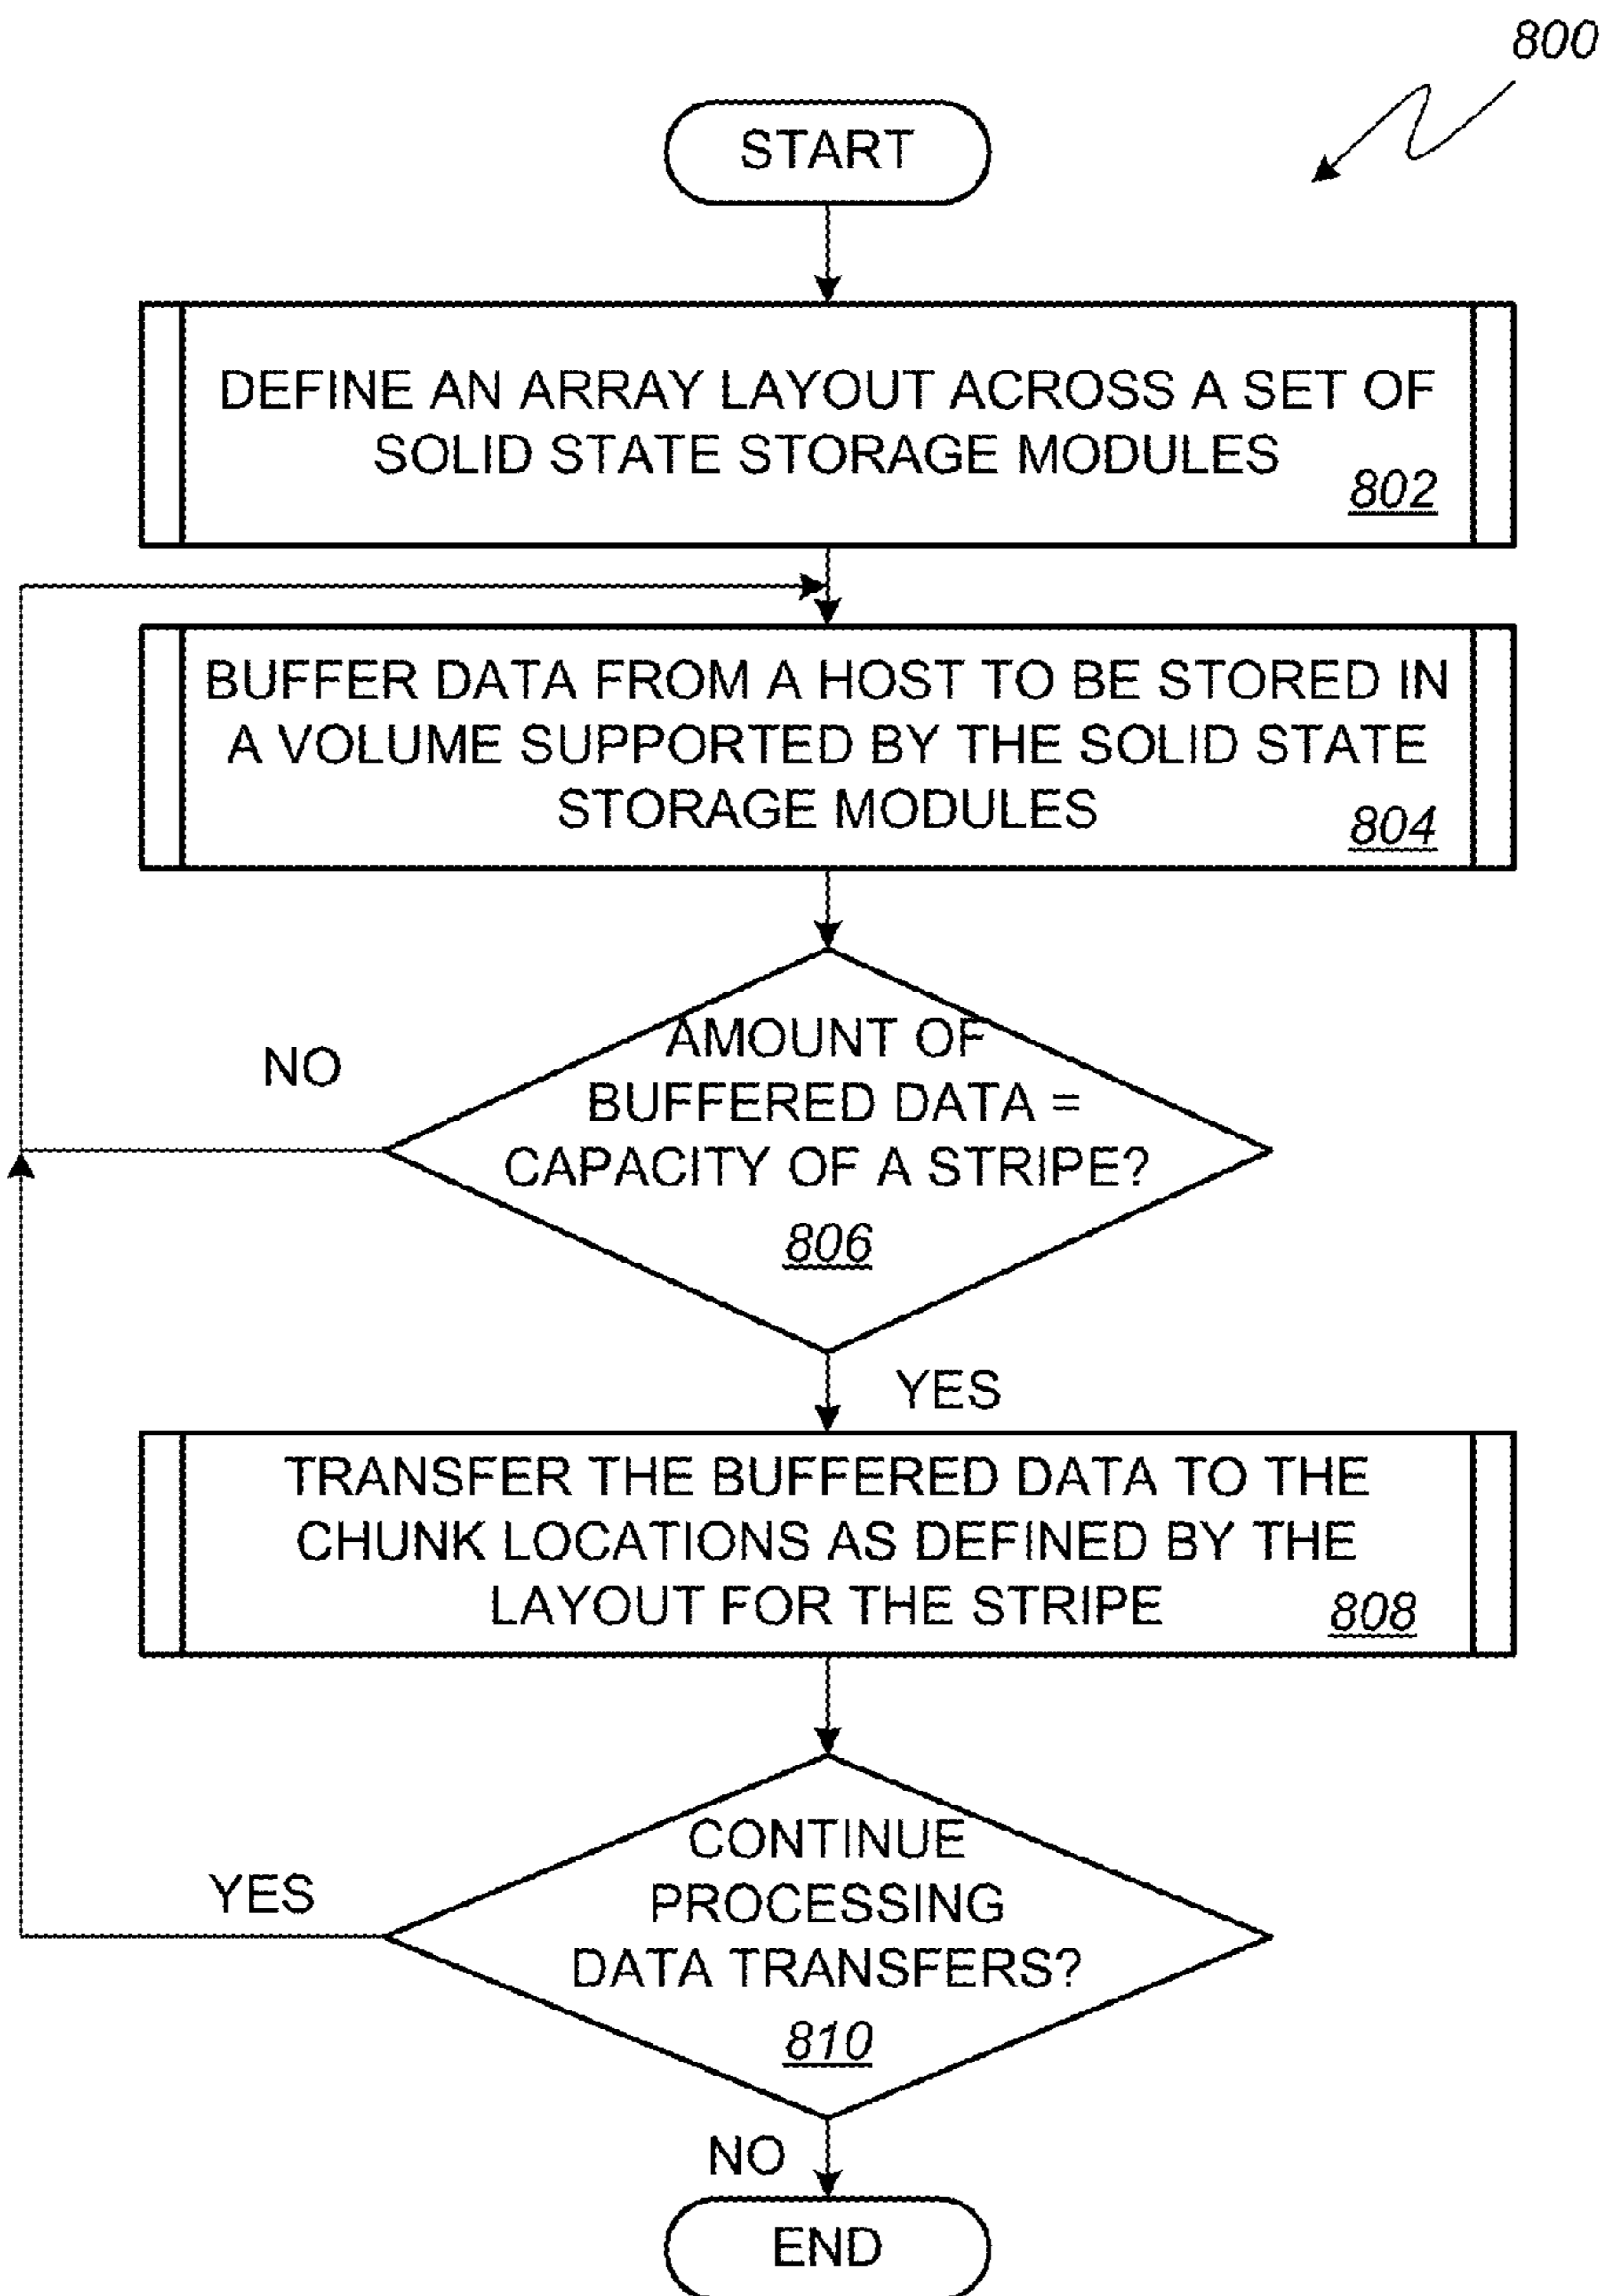 800
START
DEFINE AN ARRAY LAYOUT ACROSS A SET OF
SOLID STATE STORAGE MODULES
802
BUFFER DATA FROM A HOST TO BE STORED IN
A VOLUME SUPPORTED BY THE SOLID STATE
STORAGE MODULES
804
AMOUNT OF
BUFFERED DATA =
CAPACITY OF A STRIPE?
806
NO
YES
TRANSFER THE BUFFERED DATA TO THE
CHUNK LOCATIONS AS DEFINED BY THE
LAYOUT FOR THE STRIPE
808
CONTINUE
PROCESSING
DATA TRANSFERS?
810
YES
NO
END